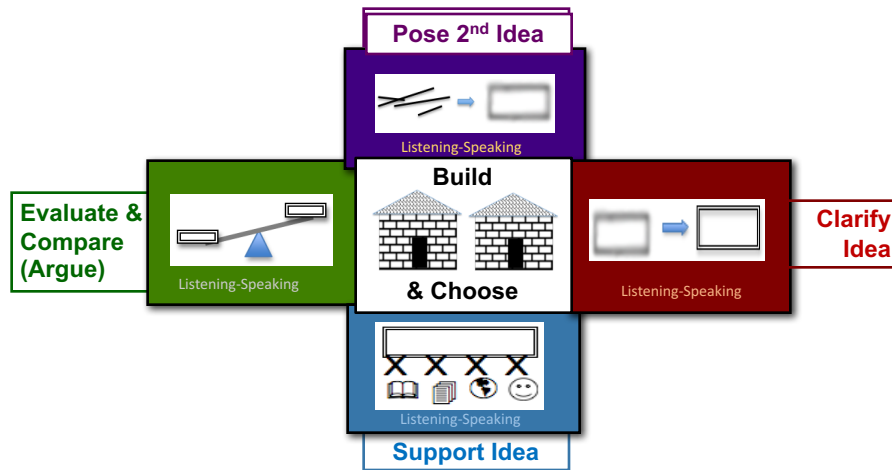 Pose 2nd Idea
Listening-Speaking
Build
Evaluate &
Compare
(Argue)
Listening-Speaking
Clarify
Idea
Listening-Speaking
& Choose
Listening-Speaking
Support Idea